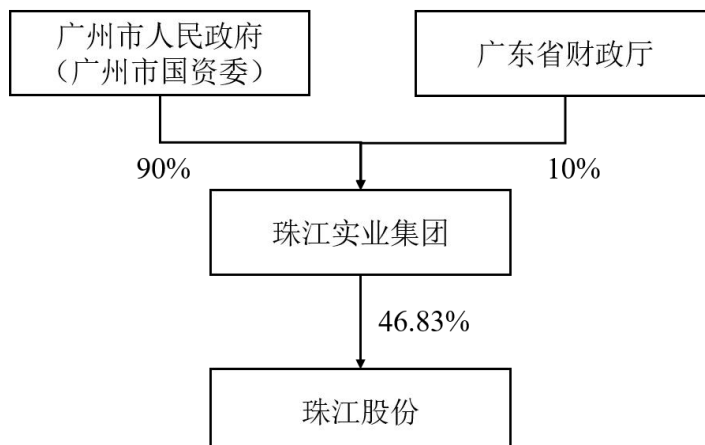 广州市人民政府
（广州市国资委）
广东省财政厅
90%
10%
珠江实业集团
46.83%
珠江股份